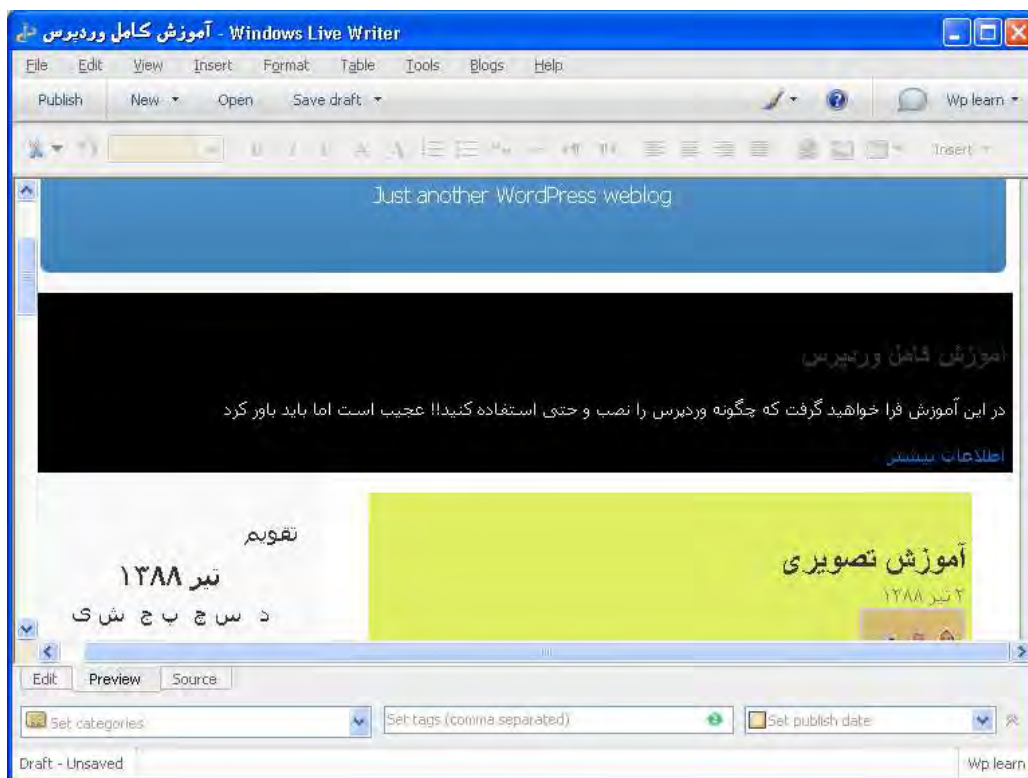 آموزش کامل وردپرس - Windows Live Writer
File Edit View Insert Format Table Tools Blogs Help
Publish New Open Save draft Wp learn
Insert
Just another WordPress weblog
آموزش کامل وردپرس
در این آموزش فرا خواهید گرفت که چگونه وردپرس را نصب و حتی استفاده کنید!! عجیب است اما باید باور کرد
اطلاعات بیشتر
تقویم
تیر ۱۳۸۸
د س چ پ ج ش ی
آموزش تصویری
۲ تیر ۱۳۸۸
Edit Preview Source
Set categories Set tags (comma separated) Set publish date
Draft - Unsaved Wp learn